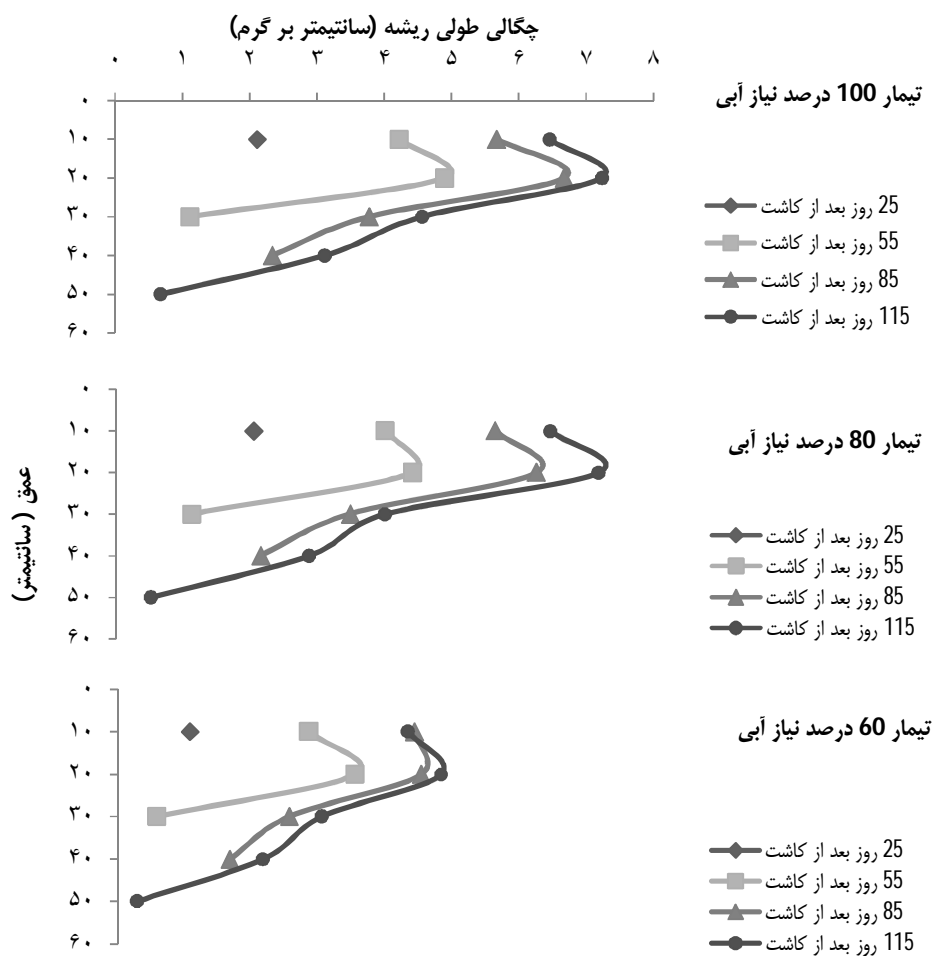 چگالی طولی ریشه (سانتیمتر بر گرم)
۰ ۱ ۲ ۳ ۴ ۵ ۶ ۷ ۸
تیمار 100 درصد نیاز آبی
۰
۱۰
۲۰
۳۰
۴۰
۵۰
۶۰
25 روز بعد از کاشت
55 روز بعد از کاشت
85 روز بعد از کاشت
115 روز بعد از کاشت
عمق (سانتیمتر)
تیمار 80 درصد نیاز آبی
۰
۱۰
۲۰
۳۰
۴۰
۵۰
۶۰
25 روز بعد از کاشت
55 روز بعد از کاشت
85 روز بعد از کاشت
115 روز بعد از کاشت
تیمار 60 درصد نیاز آبی
۰
۱۰
۲۰
۳۰
۴۰
۵۰
۶۰
25 روز بعد از کاشت
55 روز بعد از کاشت
85 روز بعد از کاشت
115 روز بعد از کاشت